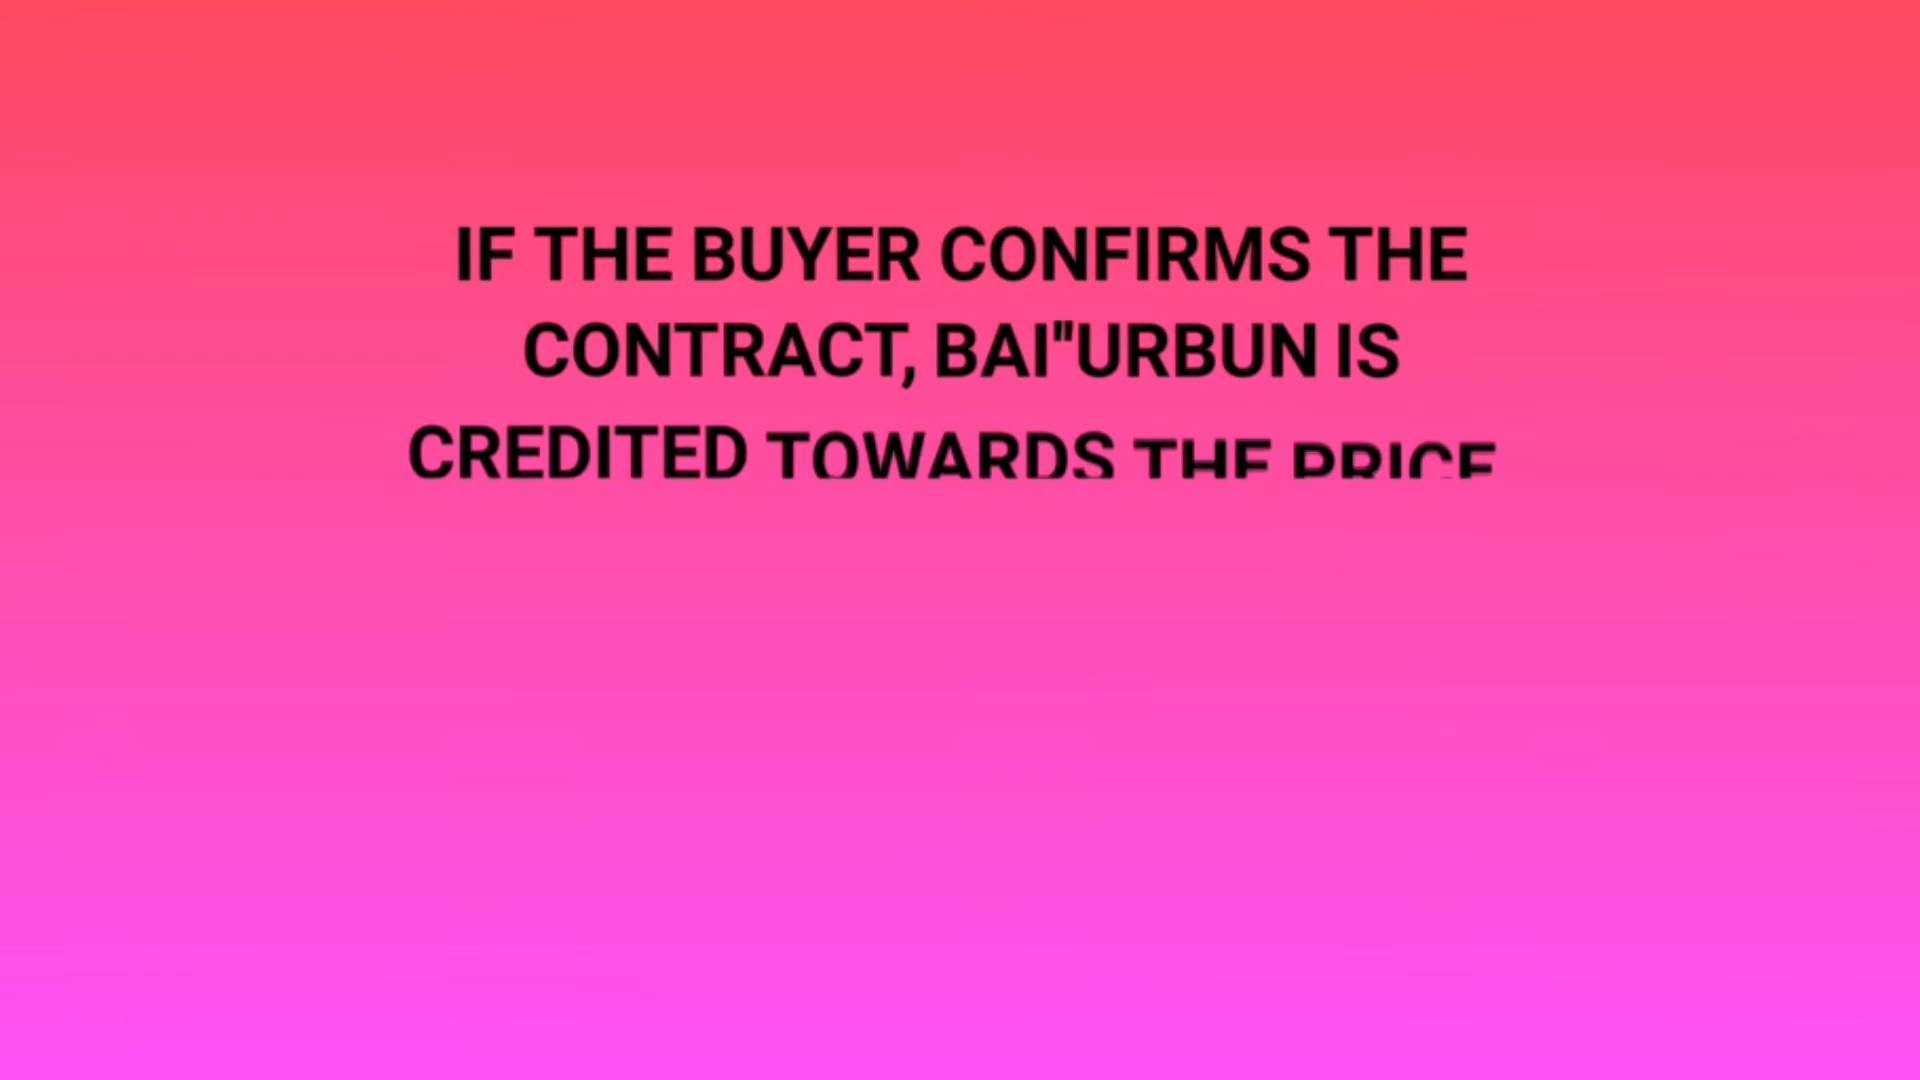 IF THE BUYER CONFIRMS THE
CONTRACT, BAI"URBUN IS
CREDITED TOWARDS THE PRICE